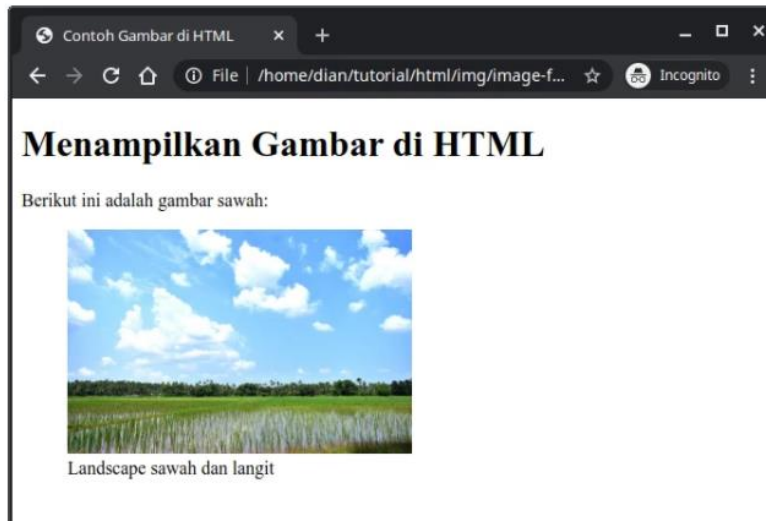 Contoh Gambar di HTML
File /home/dian/tutorial/html/img/image-f...
Incognito
Menampilkan Gambar di HTML
Berikut ini adalah gambar sawah:
Landscape sawah dan langit